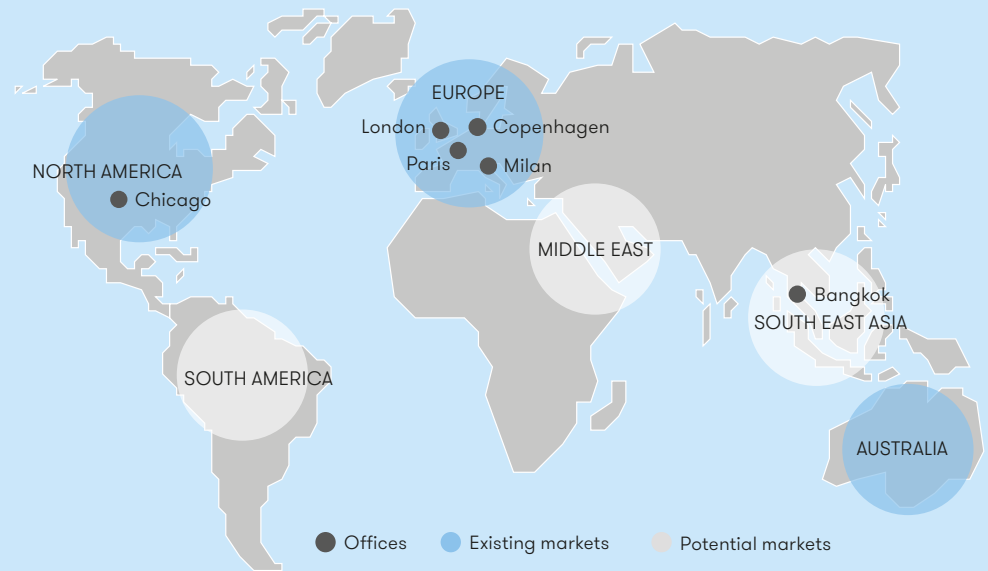 EUROPE
London
Copenhagen
Paris
Milan
NORTH AMERICA
Chicago
MIDDLE EAST
Bangkok
SOUTH EAST ASIA
SOUTH AMERICA
AUSTRALIA
Offices
Existing markets
Potential markets